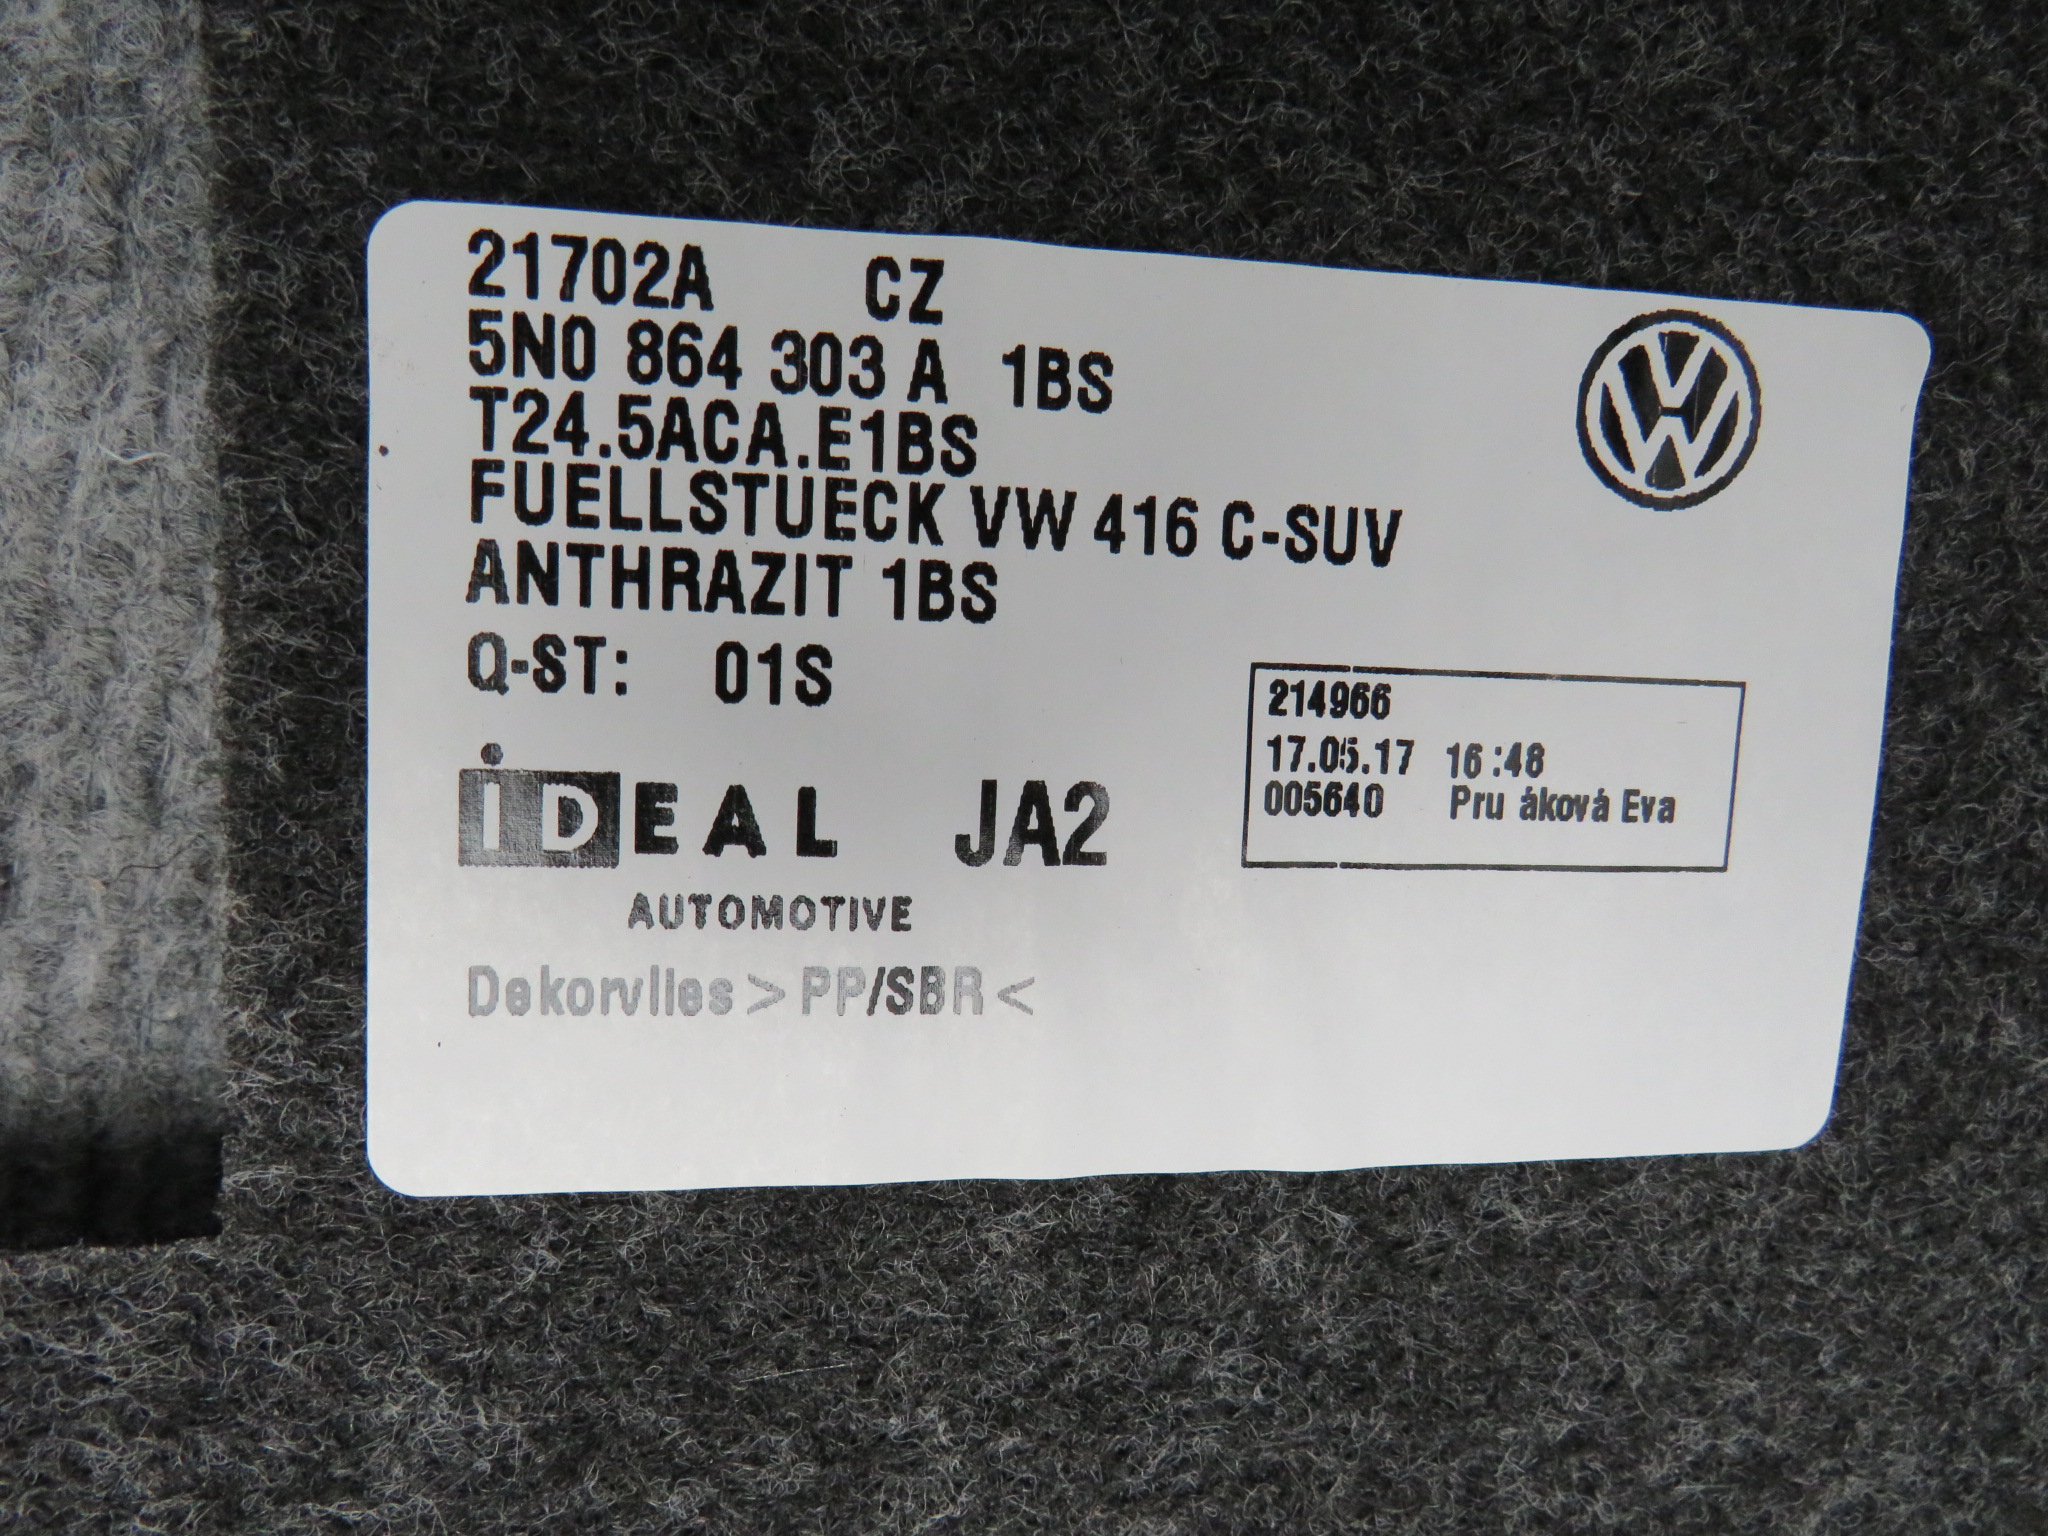 21702A CZ
5N0 864 303 A 1BS
T24.5ACA.E1BS
FUELLSTUECK VW 416 C-SUV
ANTHRAZIT 1BS
Q-ST: 01S
214966
17.05.17 16:48
005640 Pru áková Eva
iDEAL JA2
AUTOMOTIVE
Dekorvlies >PP/SBR<